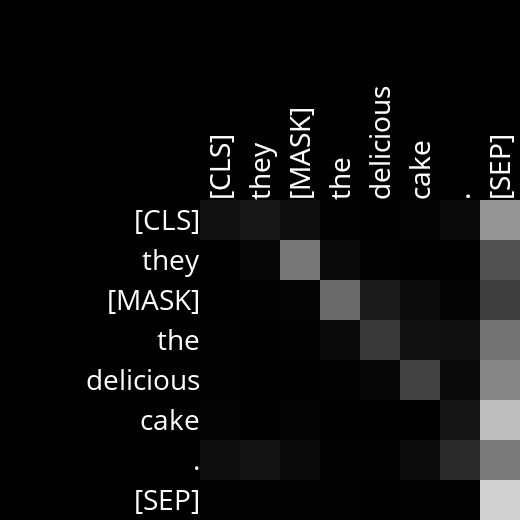 [CLS] they [MASK] the delicious cake . [SEP]
[CLS]
they
[MASK]
the
delicious
cake
.
[SEP]